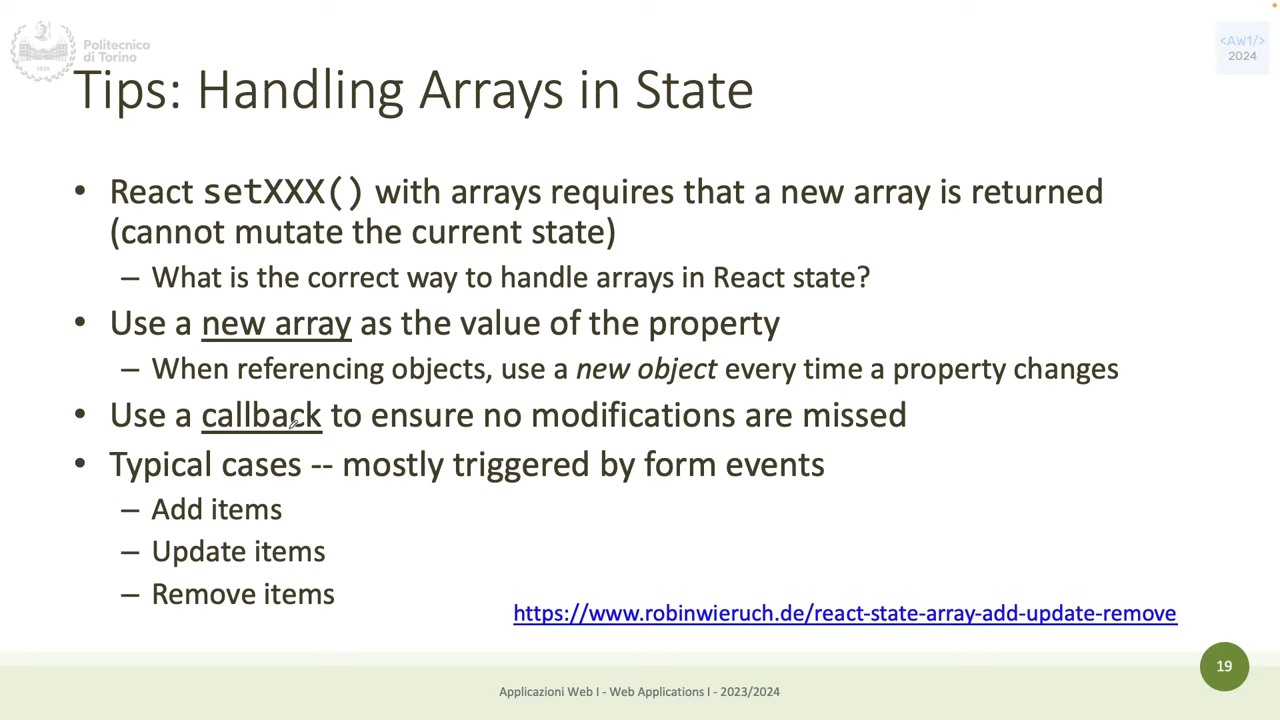 Politecnico
di Torino
1859
<AW1/>
2024
Tips: Handling Arrays in State
• React setXXX() with arrays requires that a new array is returned
(cannot mutate the current state)
– What is the correct way to handle arrays in React state?
• Use a new array as the value of the property
– When referencing objects, use a new object every time a property changes
• Use a callback to ensure no modifications are missed
• Typical cases -- mostly triggered by form events
– Add items
– Update items
– Remove items
https://www.robinwieruch.de/react-state-array-add-update-remove
19
Applicazioni Web I - Web Applications I - 2023/2024